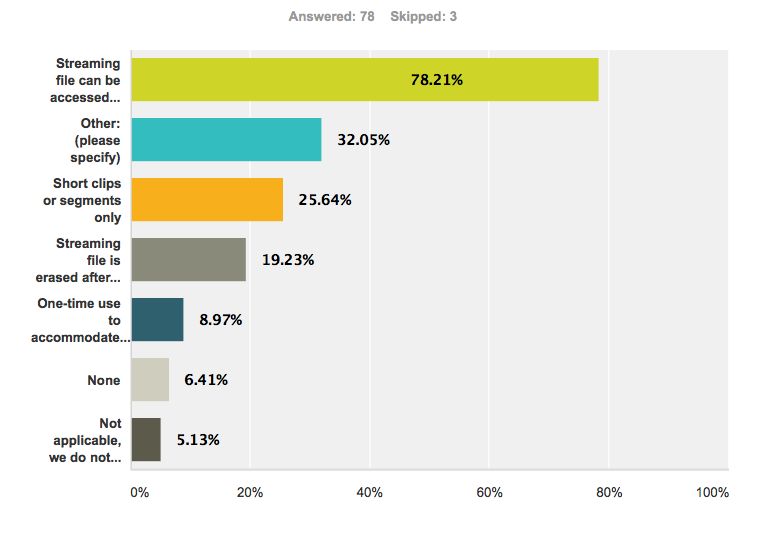 Answered: 78 Skipped: 3
Streaming
file can be
accessed...
78.21%
Other:
(please
specify)
32.05%
Short clips
or segments
only
25.64%
Streaming
file is
erased after...
19.23%
One-time use
to
accommodate...
8.97%
None
6.41%
Not
applicable,
we do not...
5.13%
0% 20% 40% 60% 80% 100%